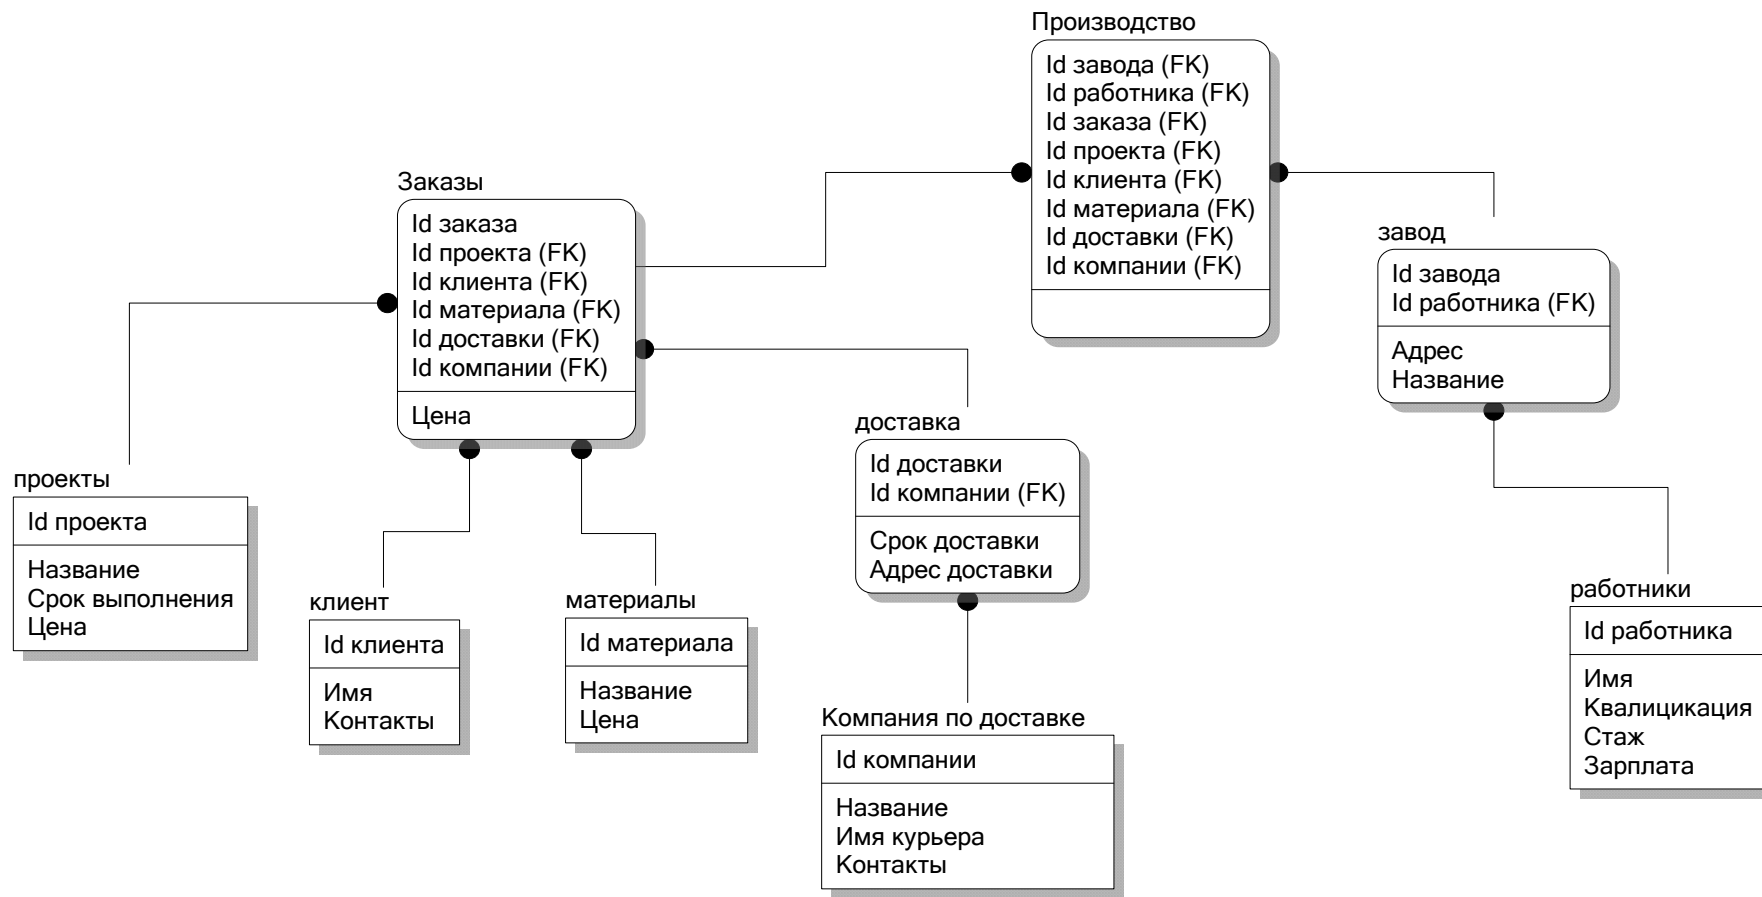 Производство
Id завода (FK)
Id работника (FK)
Id заказа (FK)
Id проекта (FK)
Id клиента (FK)
Id материала (FK)
Id доставки (FK)
Id компании (FK)
Заказы
Id заказа
Id проекта (FK)
Id клиента (FK)
Id материала (FK)
Id доставки (FK)
Id компании (FK)
Цена
завод
Id завода
Id работника (FK)
Адрес
Название
доставка
Id доставки
Id компании (FK)
Срок доставки
Адрес доставки
проекты
Id проекта
Название
Срок выполнения
Цена
клиент
Id клиента
Имя
Контакты
материалы
Id материала
Название
Цена
работники
Id работника
Имя
Квалицикация
Стаж
Зарплата
Компания по доставке
Id компании
Название
Имя курьера
Контакты